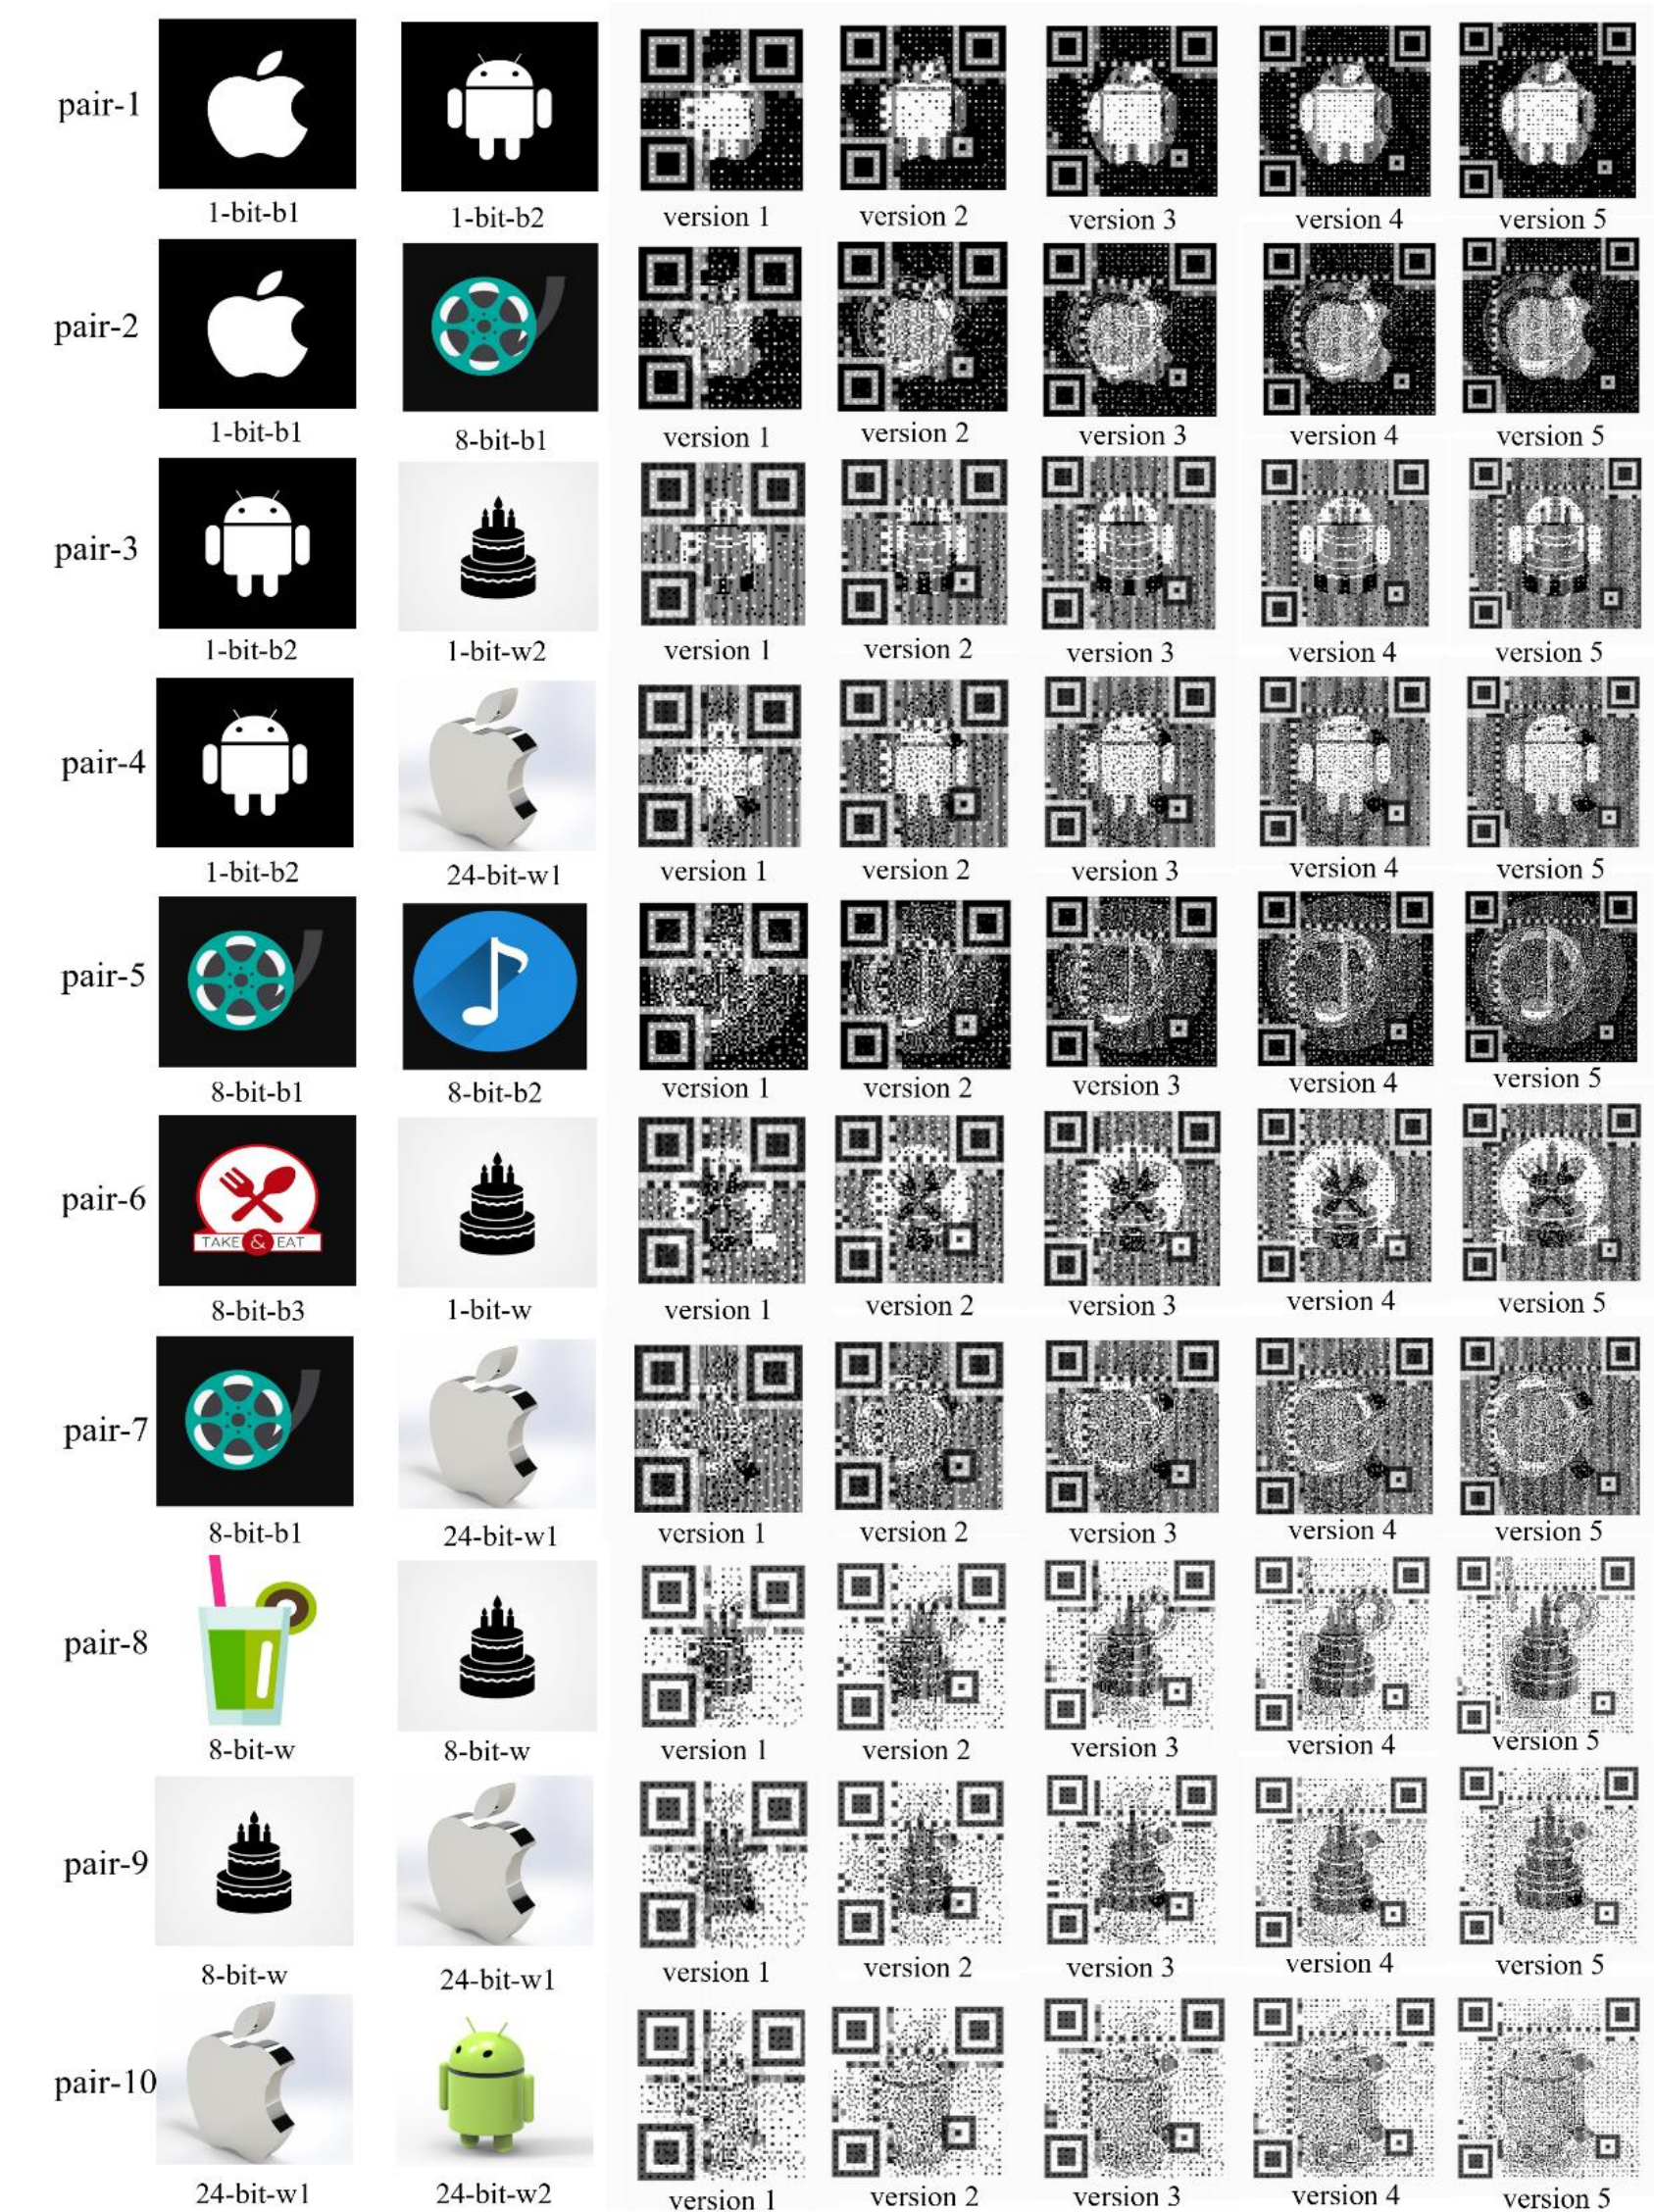 pair-1
1-bit-b1 1-bit-b2 version 1 version 2 version 3 version 4 version 5
pair-2
1-bit-b1 8-bit-b1 version 1 version 2 version 3 version 4 version 5
pair-3
1-bit-b2 1-bit-w2 version 1 version 2 version 3 version 4 version 5
pair-4
1-bit-b2 24-bit-w1 version 1 version 2 version 3 version 4 version 5
pair-5
8-bit-b1 8-bit-b2 version 1 version 2 version 3 version 4 version 5
pair-6
TAKE & EAT
8-bit-b3 1-bit-w version 1 version 2 version 3 version 4 version 5
pair-7
8-bit-b1 24-bit-w1 version 1 version 2 version 3 version 4 version 5
pair-8
8-bit-w 8-bit-w version 1 version 2 version 3 version 4 version 5
pair-9
8-bit-w 24-bit-w1 version 1 version 2 version 3 version 4 version 5
pair-10
24-bit-w1 24-bit-w2 version 1 version 2 version 3 version 4 version 5